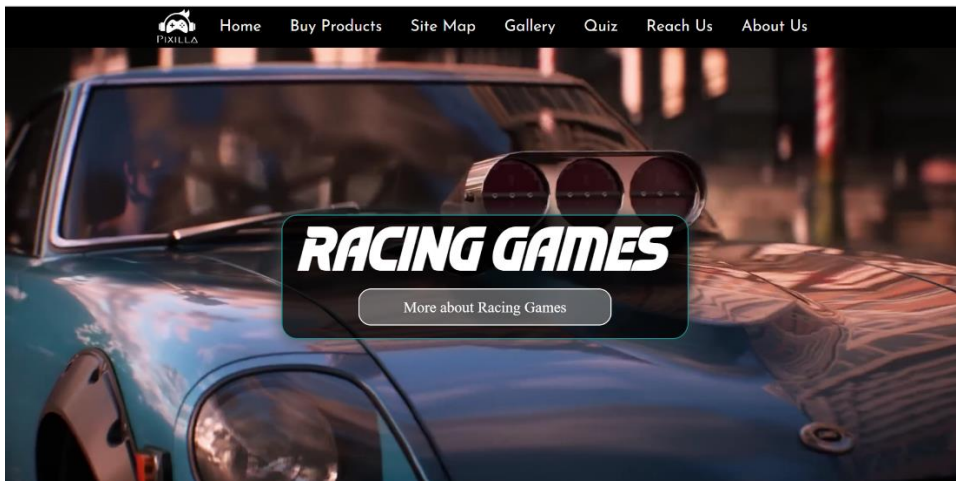 PIXILLA
Home Buy Products Site Map Gallery Quiz Reach Us About Us
RACING GAMES
More about Racing Games